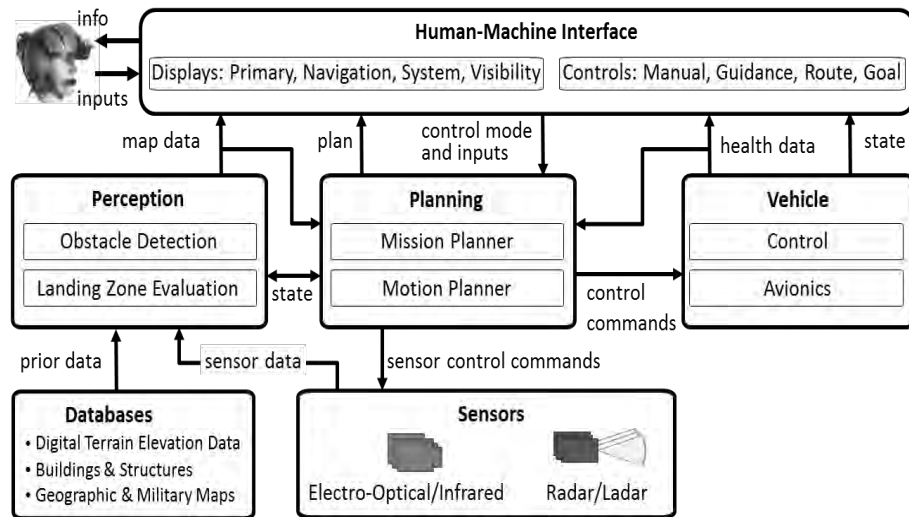 info
inputs
Human-Machine Interface
Displays: Primary, Navigation, System, Visibility
Controls: Manual, Guidance, Route, Goal
map data
plan
control mode
and inputs
health data
state
Perception
Obstacle Detection
Landing Zone Evaluation
state
Planning
Mission Planner
Motion Planner
control
commands
Vehicle
Control
Avionics
prior data
sensor data
sensor control commands
Databases
• Digital Terrain Elevation Data
• Buildings & Structures
• Geographic & Military Maps
Sensors
Electro-Optical/Infrared
Radar/Ladar